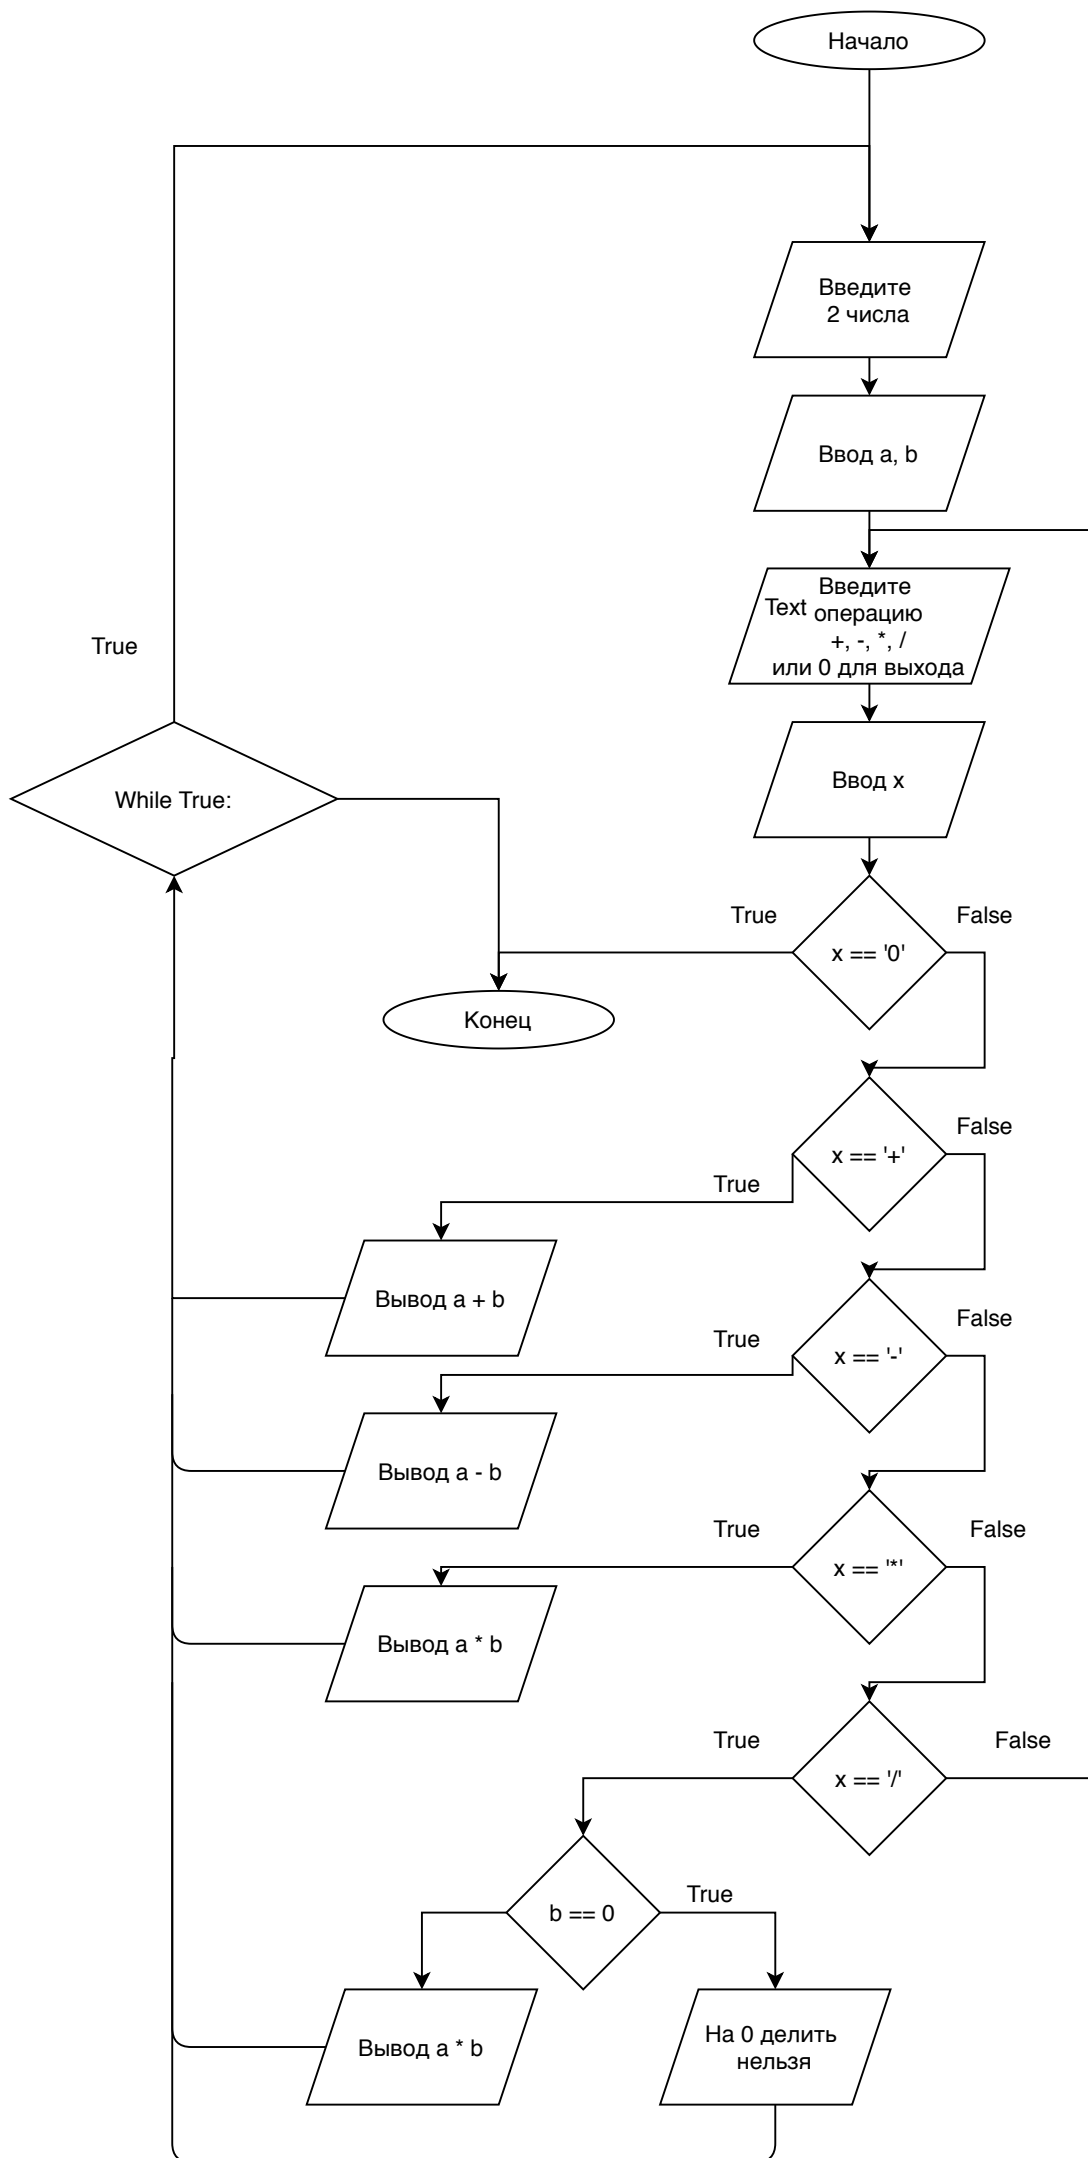 Начало
Введите
2 числа
Ввод a, b
Введите
Text операцию
+, -, *, /
или 0 для выхода
True
While True:
Ввод x
True
x == '0'
False
Конец
x == '+'
False
True
Вывод a + b
True
x == '-'
False
Вывод a - b
True
x == '*'
False
Вывод a * b
True
x == '/'
False
b == 0
True
Вывод a * b
На 0 делить
нельзя